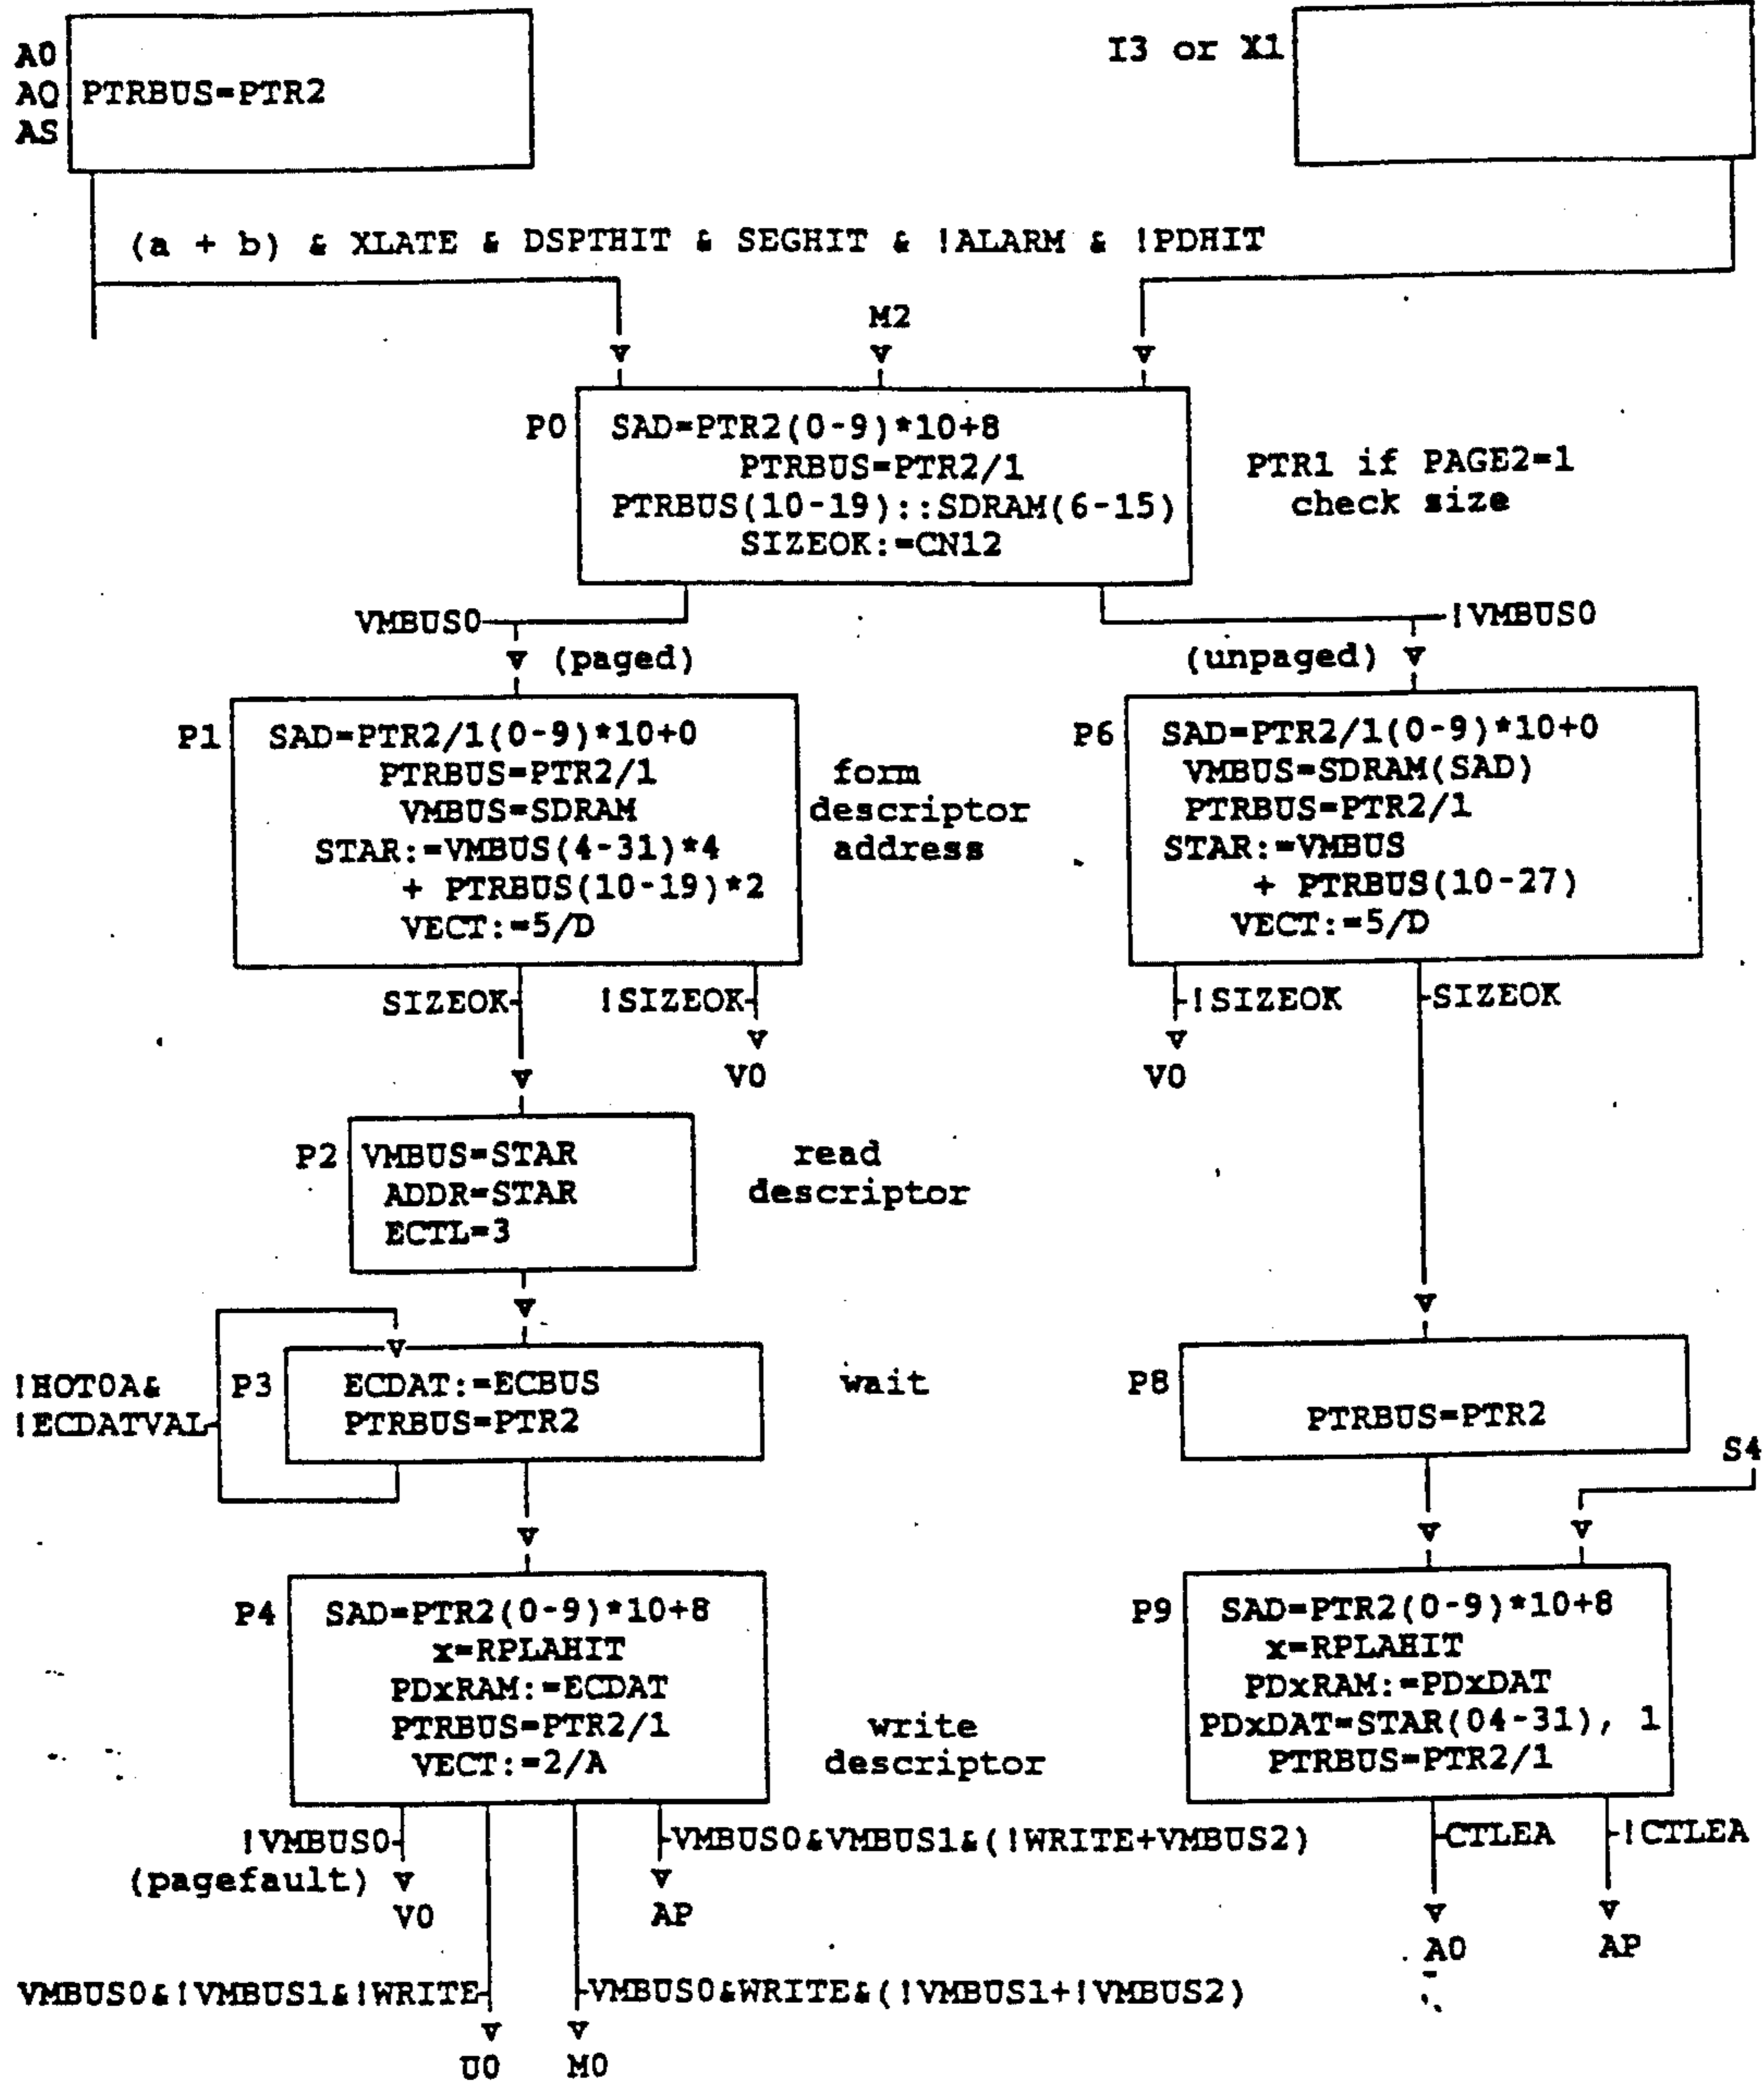 A0
AQ
AS
PTRBUS=PTR2
I3 or X1
(a + b) & XLATE & DSPTHIT & SEGHIT & !ALARM & !PDHIT
M2
P0
SAD=PTR2(0-9)*10+8
PTRBUS=PTR2/1
PTRBUS(10-19)::SDRAM(6-15)
SIZEOK:=CN12
PTR1 if PAGE2=1
check size
VMBUS0
!VMBUS0
(paged)
(unpaged)
P1
SAD=PTR2/1(0-9)*10+0
PTRBUS=PTR2/1
VMBUS=SDRAM
STAR:=VMBUS(4-31)*4
+ PTRBUS(10-19)*2
VECT:=5/D
form
descriptor
address
P6
SAD=PTR2/1(0-9)*10+0
VMBUS=SDRAM(SAD)
PTRBUS=PTR2/1
STAR:=VMBUS
+ PTRBUS(10-27)
VECT:=5/D
SIZEOK
!SIZEOK
!SIZEOK
SIZEOK
V0
V0
P2
VMBUS=STAR
ADDR=STAR
ECTL=3
read
descriptor
!HOT0A&
!ECDATVAL
P3
ECDAT:=ECBUS
PTRBUS=PTR2
wait
P8
PTRBUS=PTR2
S4
P4
SAD=PTR2(0-9)*10+8
x=RPLAHIT
PDxRAM:=ECDAT
PTRBUS=PTR2/1
VECT:=2/A
write
descriptor
P9
SAD=PTR2(0-9)*10+8
x=RPLAHIT
PDxRAM:=PDxDAT
PDxDAT=STAR(04-31), 1
PTRBUS=PTR2/1
!VMBUS0
(pagefault)
V0
VMBUS0&VMBUS1&(!WRITE+VMBUS2)
AP
CTLEA
!CTLEA
A0
AP
VMBUS0&!VMBUS1&!WRITE
VMBUS0&WRITE&(!VMBUS1+!VMBUS2)
U0
M0